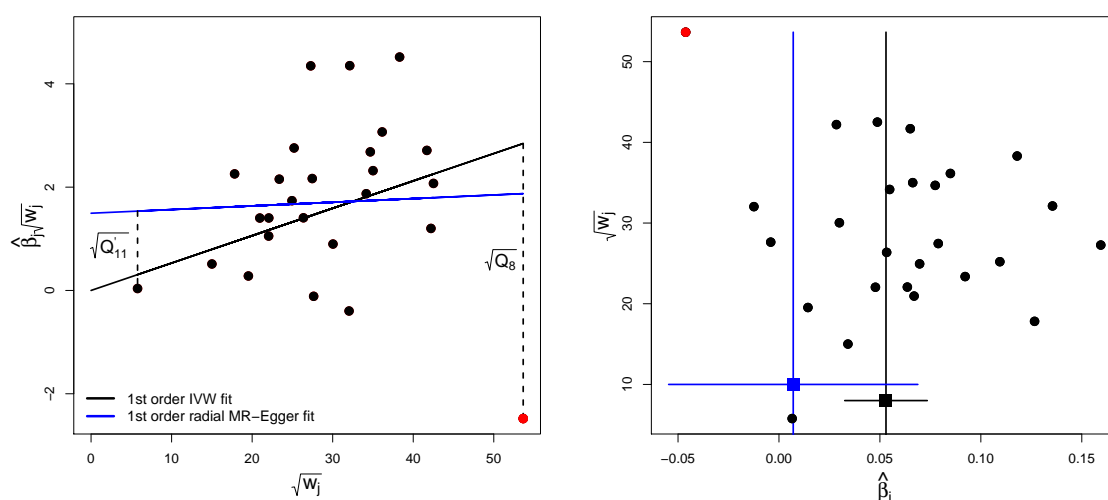 4
2
0
−2
β̂j√wj
√Q'11
√Q8
1st order IVW fit
1st order radial MR−Egger fit
0 10 20 30 40 50
√wj
50
40
30
20
10
√wj
−0.05 0.00 0.05 0.10 0.15
β̂j